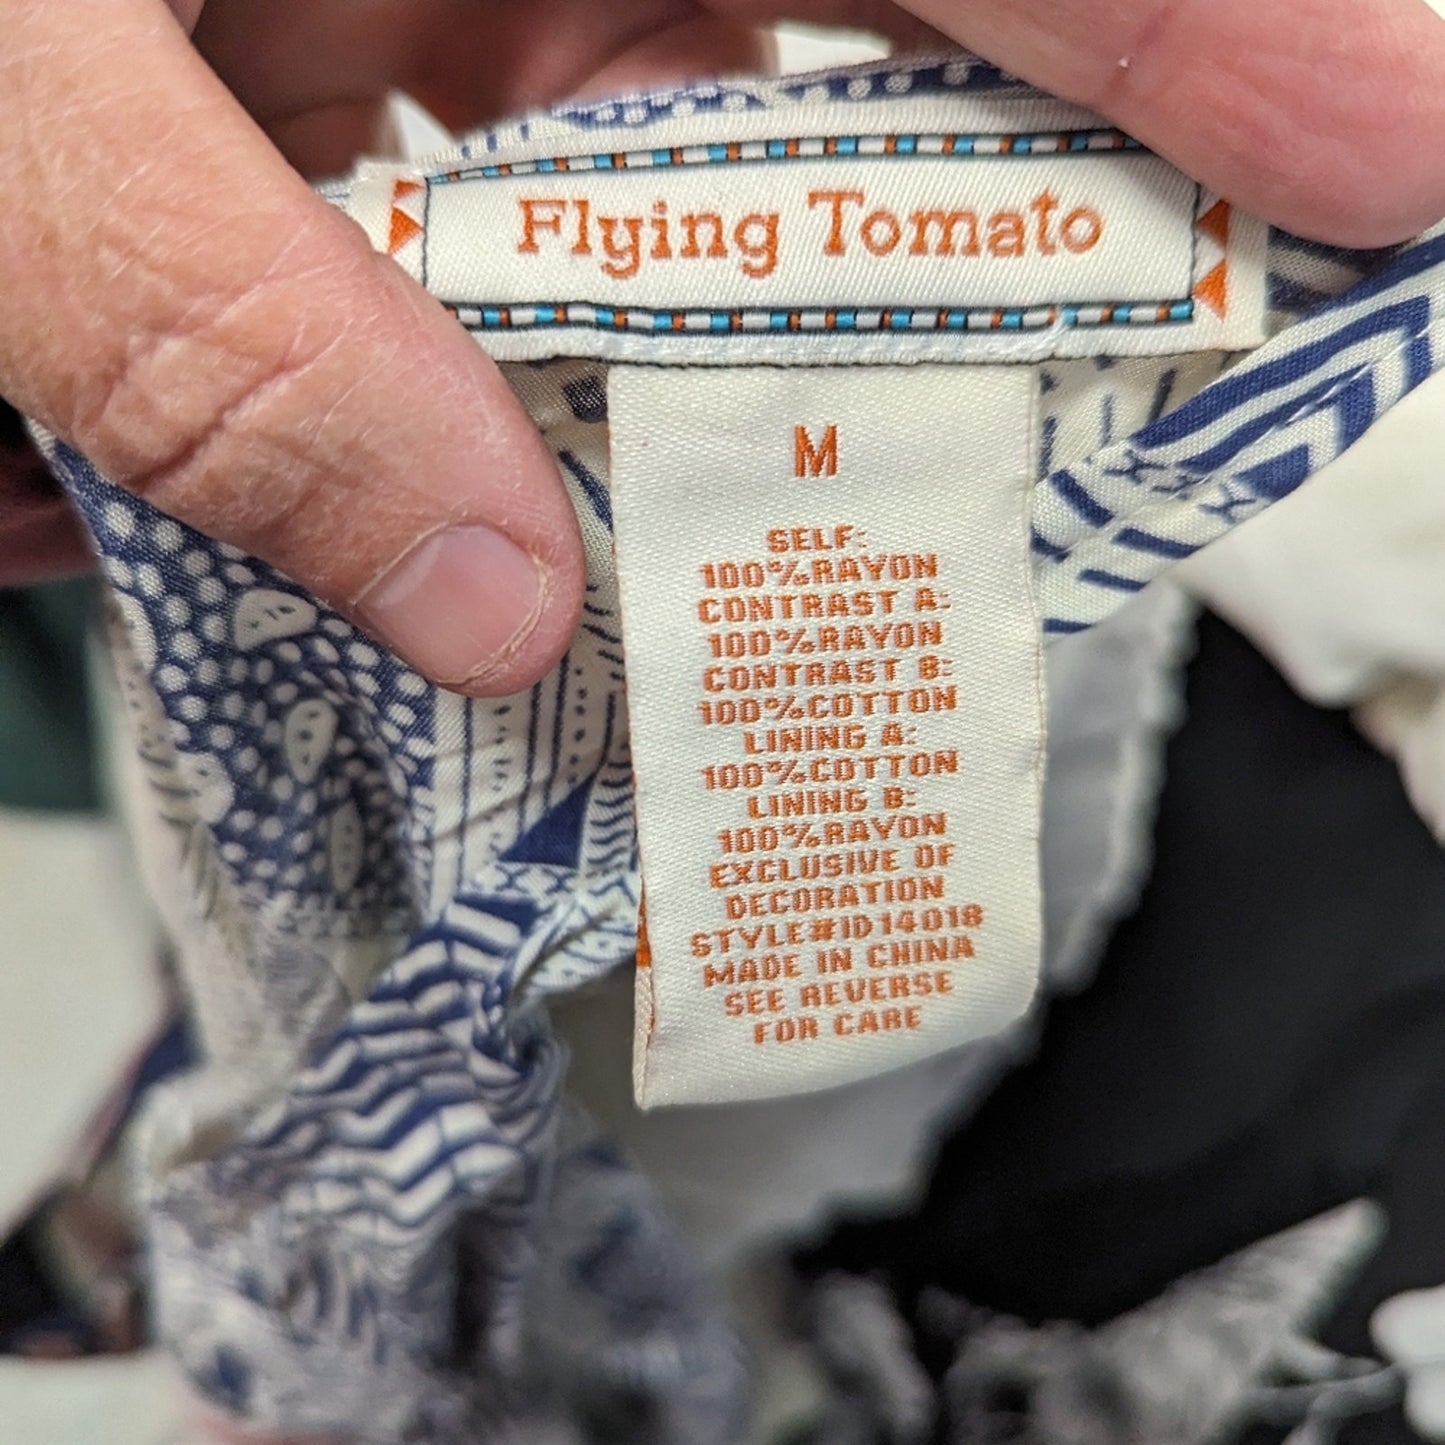 Flying Tomato
M
SELF:
100%RAYON
CONTRAST A:
100%RAYON
CONTRAST B:
100%COTTON
LINING A:
100%COTTON
LINING B:
100%RAYON
EXCLUSIVE OF
DECORATION
STYLE#ID14018
MADE IN CHINA
SEE REVERSE
FOR CARE